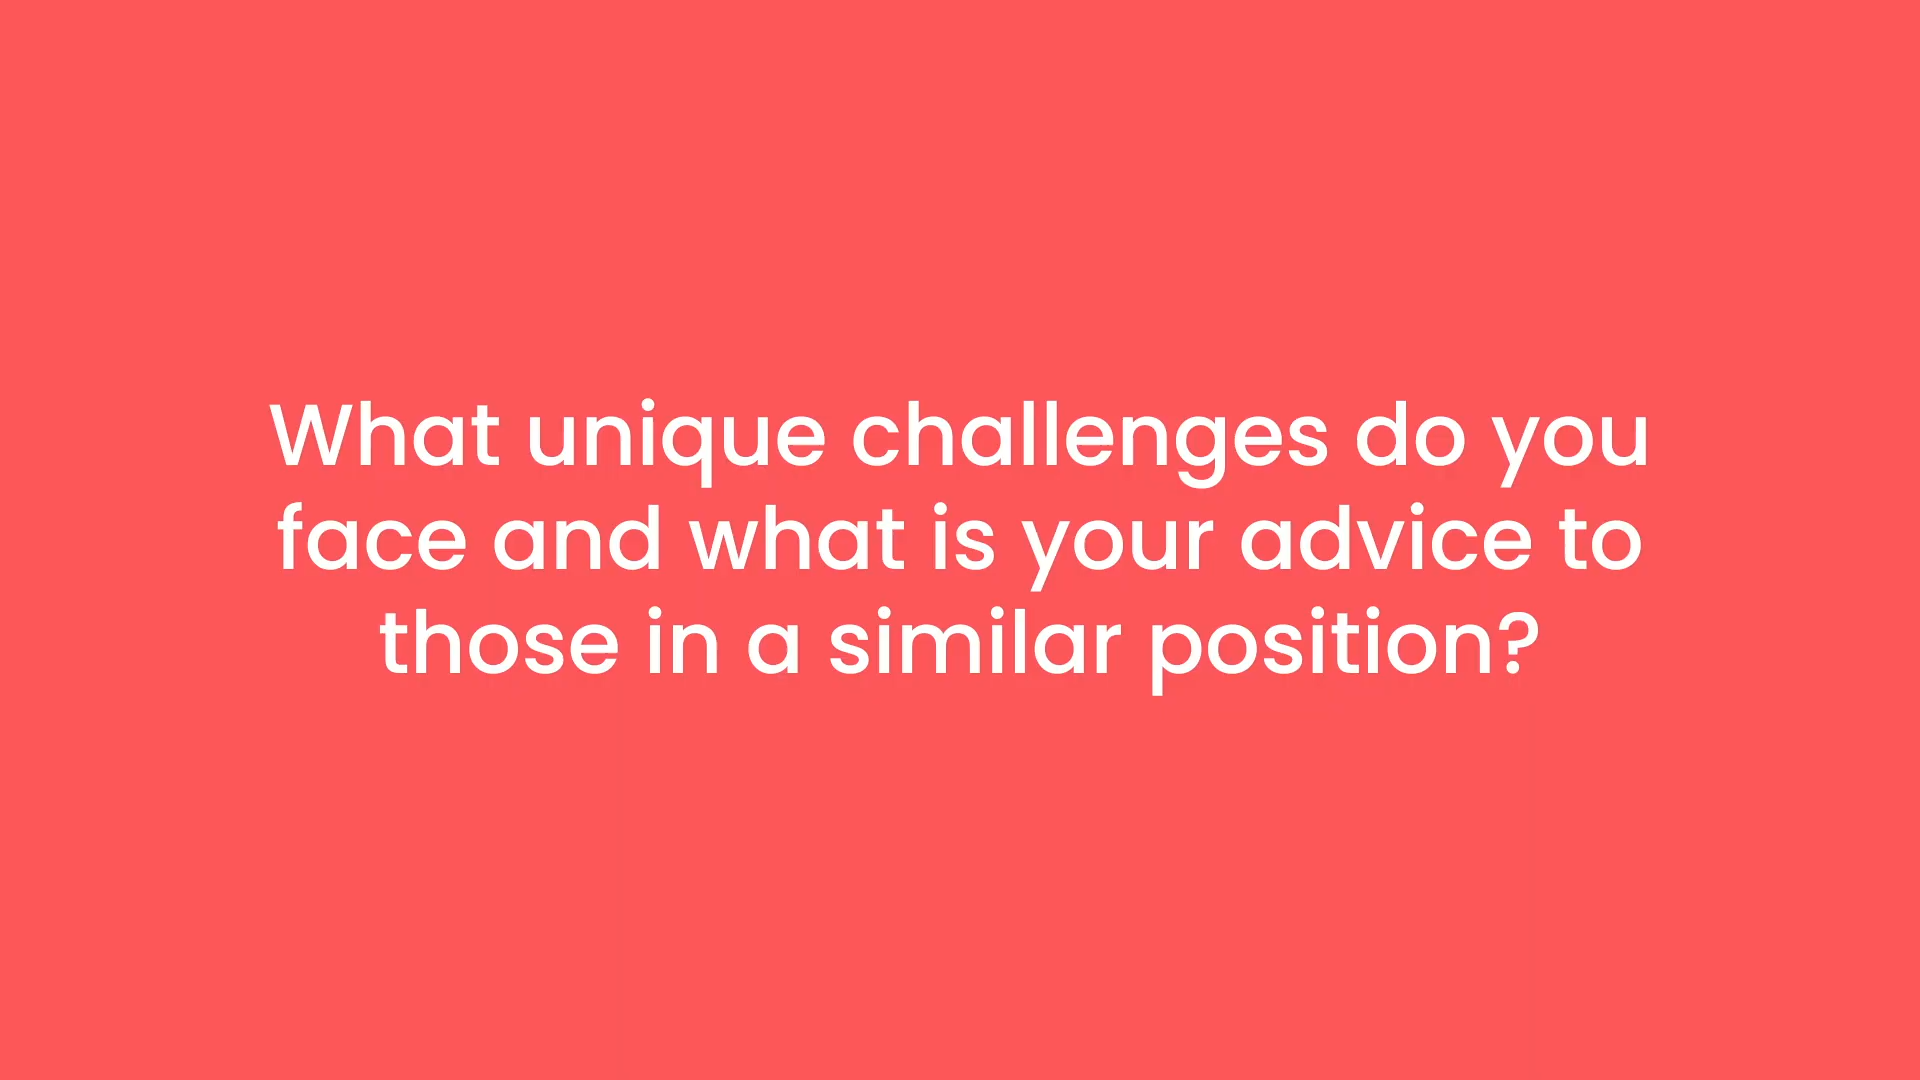 What unique challenges do you
face and what is your advice to
those in a similar position?